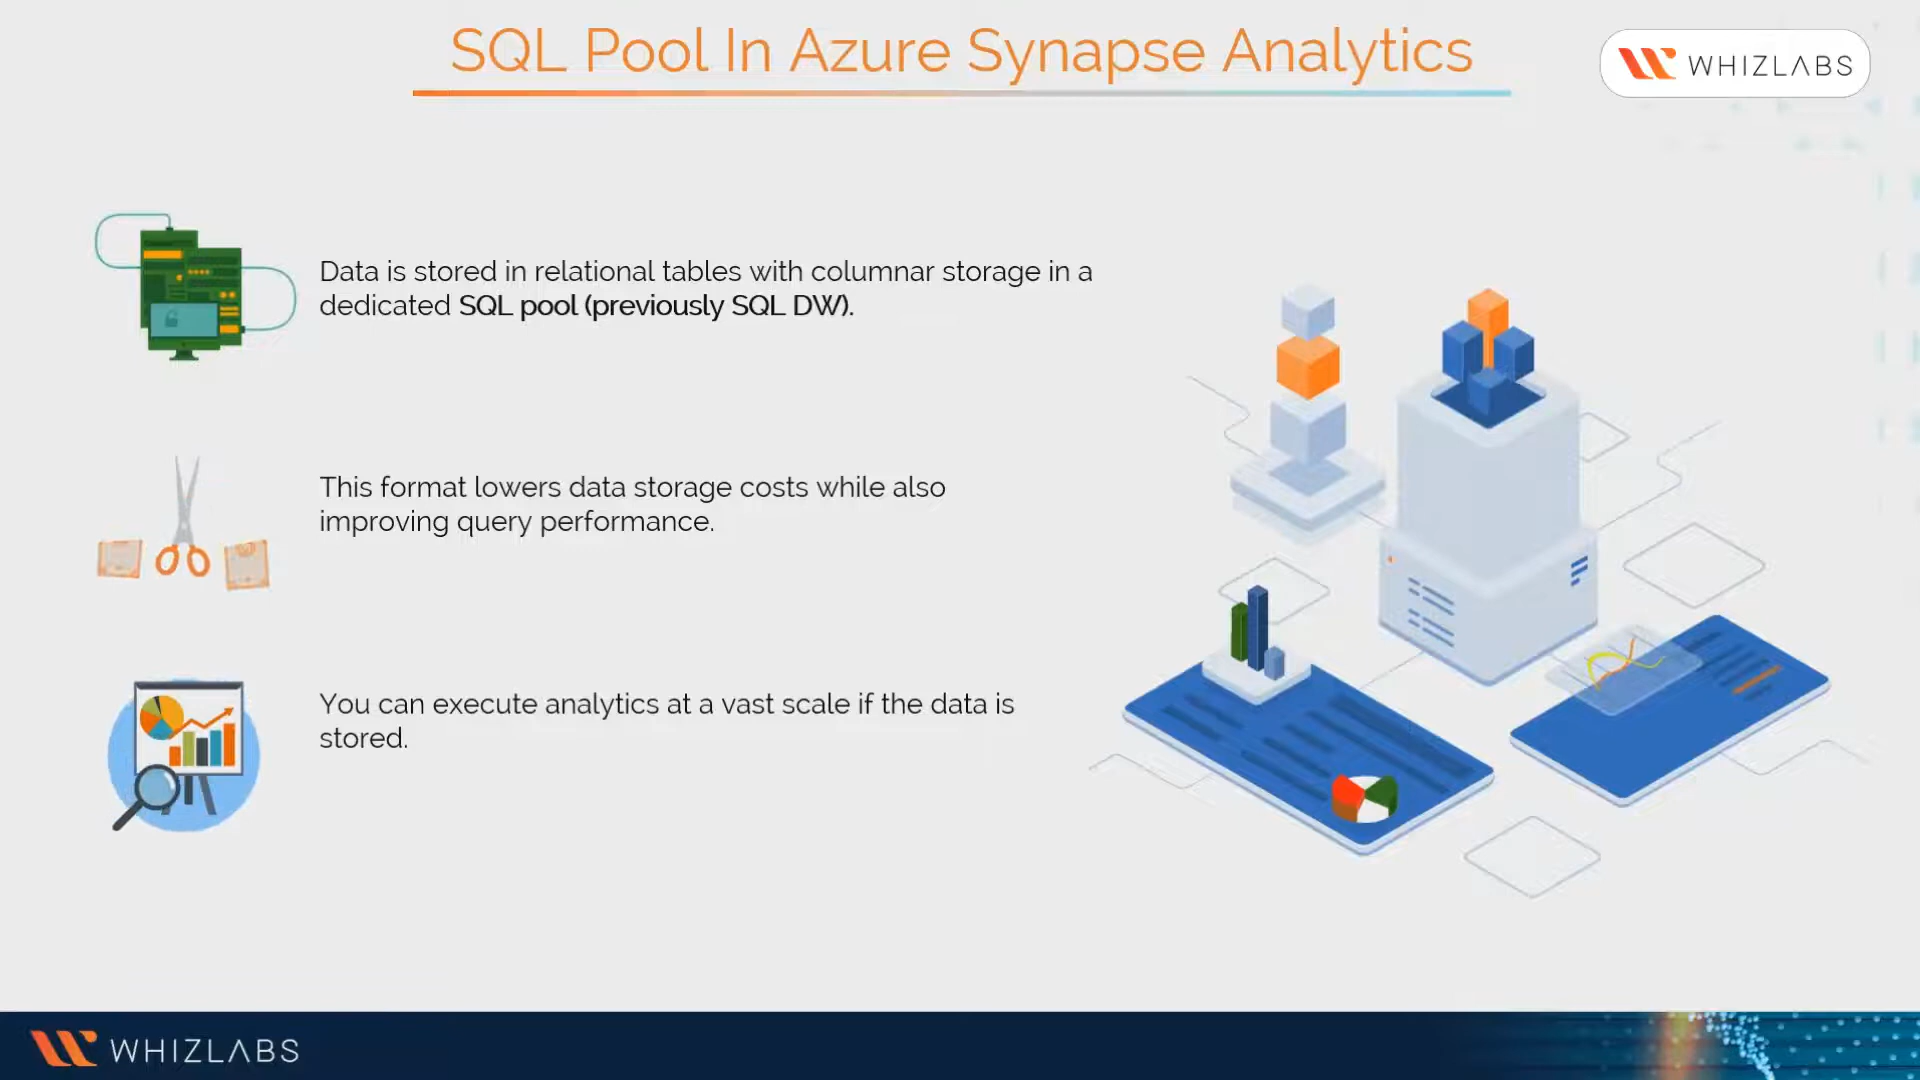 SQL Pool In Azure Synapse Analytics
WHIZLABS
Data is stored in relational tables with columnar storage in a
dedicated SQL pool (previously SQL DW).
This format lowers data storage costs while also
improving query performance.
You can execute analytics at a vast scale if the data is
stored.
WHIZLABS